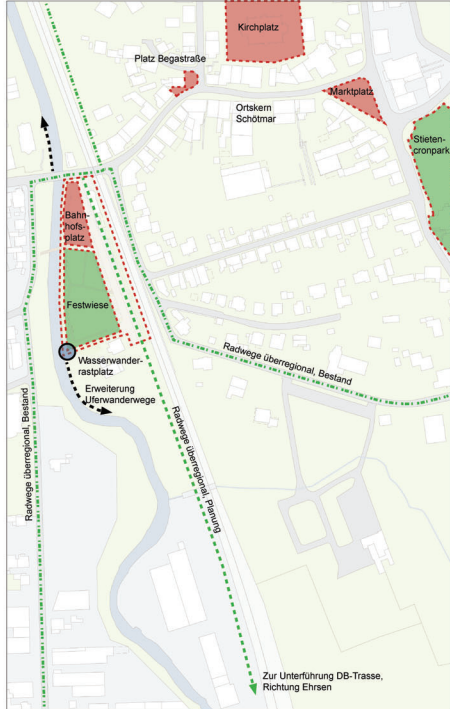 Kirchplatz
Platz Begastraße
Marktplatz
Ortskern
Schötmar
Stieten-
cronpark
Bahn-
hofs-
platz
Festwiese
Wasserwander-
rastplatz
Erweiterung
Uferwanderwege
Radwege überregional, Bestand
Radwege überregional, Bestand
Radwege überregional, Planung
Zur Unterführung DB-Trasse,
Richtung Ehrsen